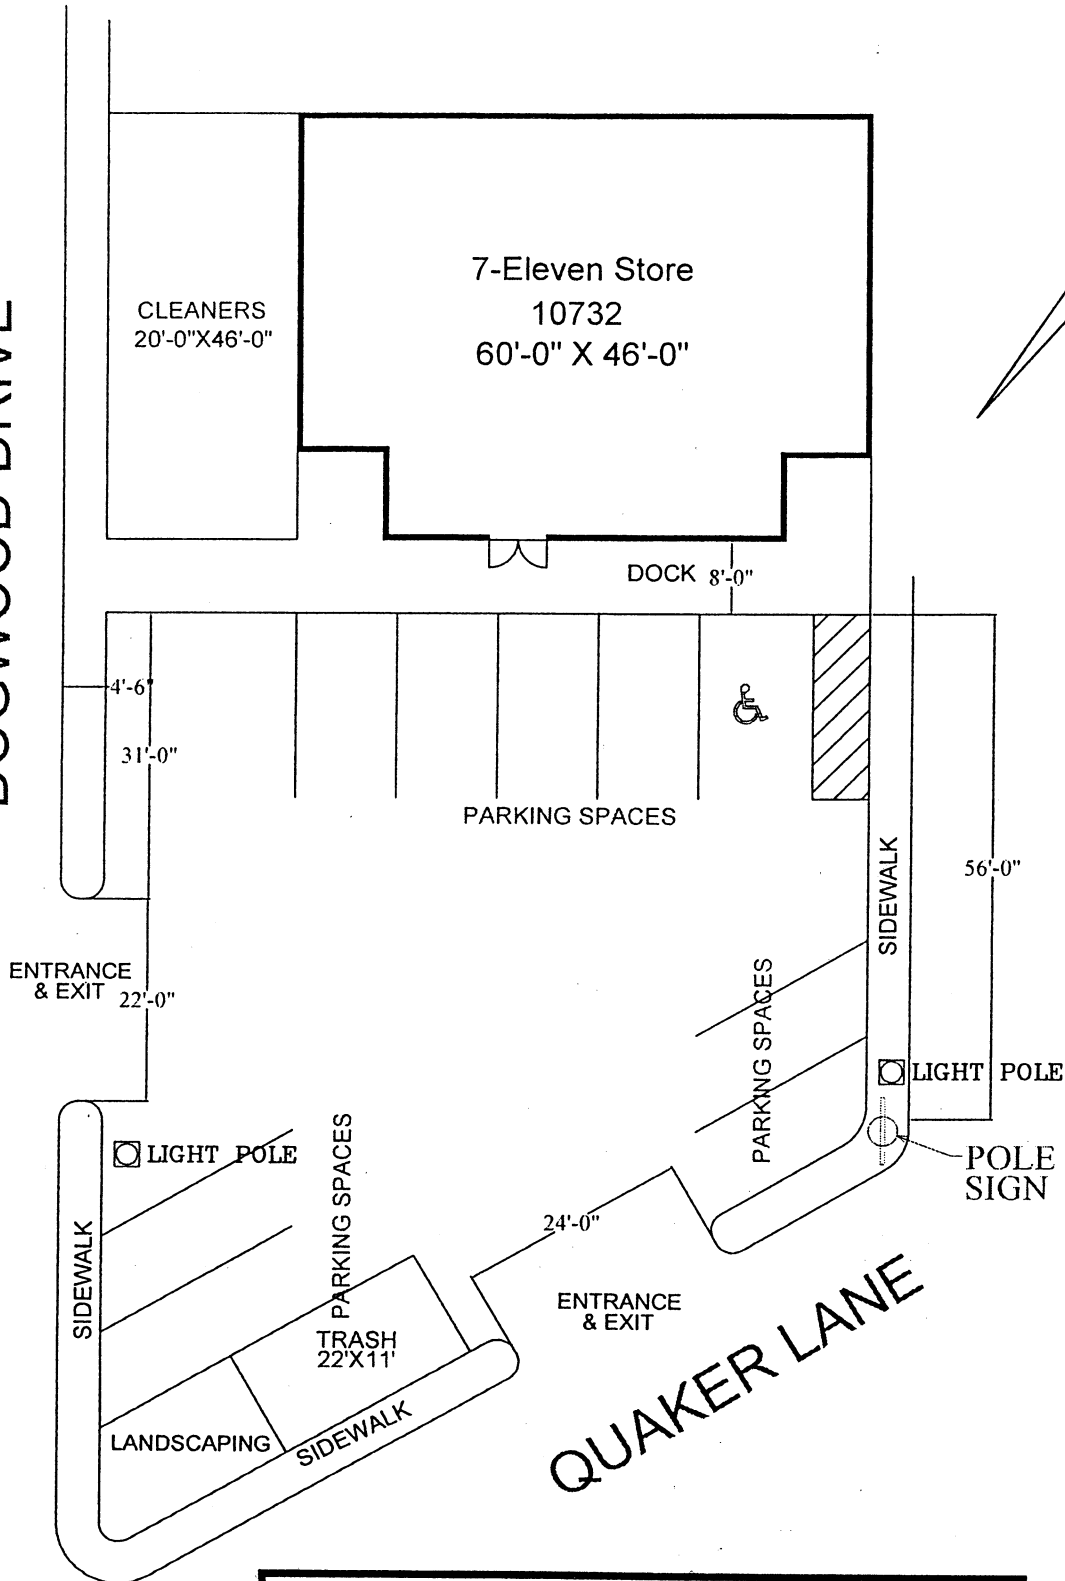 7-Eleven Store
10732
60'-0" X 46'-0"
CLEANERS
20'-0"X46'-0"
DOGWOOD DRIVE
DOCK 8'-0"
4'-6"
31'-0"
PARKING SPACES
SIDEWALK
56'-0"
ENTRANCE
& EXIT
22'-0"
PARKING SPACES
LIGHT POLE
LIGHT POLE
POLE
SIGN
PARKING SPACES
24'-0"
SIDEWALK
ENTRANCE
& EXIT
TRASH
22'X11'
LANDSCAPING
SIDEWALK
QUAKER LANE